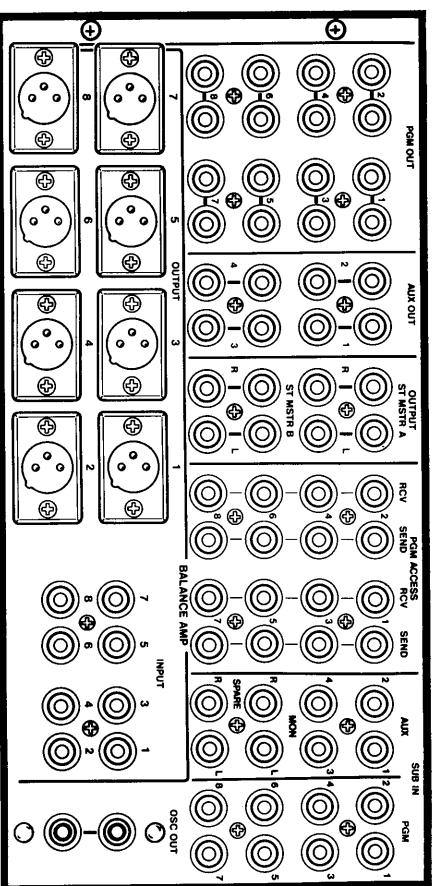 PGM OUT
2 1
4 3
6 5
8 7
AUX OUT
2 1
4 3
OUTPUT
ST MSTR A
R L
ST MSTR B
R L
PGM ACCESS
RCV SEND RCV SEND
2 1
4 3
6 5
8 7
SUB IN
AUX PGM
2 1 2 1
4 3 4 3
MON
R L 6 5
SPARE
R L 8 7
BALANCE AMP
OUTPUT
7 5 3 1
8 6 4 2
INPUT
7 5 3 1
8 6 4 2
OSC OUT